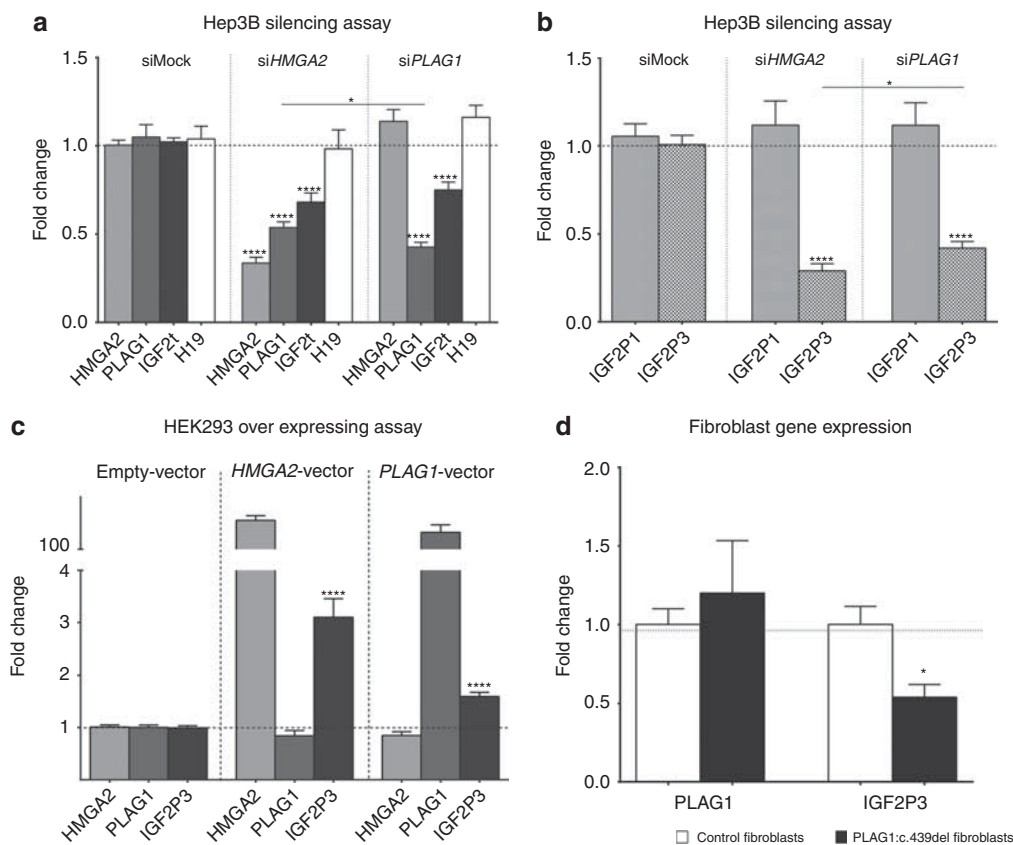 a
Hep3B silencing assay
siMock
siHMGA2
siPLAG1
Fold change
1.5
1.0
0.5
0.0
*
****
****
****
****
****
HMGA2
PLAG1
IGF2t
H19
HMGA2
PLAG1
IGF2t
H19
HMGA2
PLAG1
IGF2t
H19
b
Hep3B silencing assay
siMock
siHMGA2
siPLAG1
Fold change
1.5
1.0
0.5
0.0
*
****
****
IGF2P1
IGF2P3
IGF2P1
IGF2P3
IGF2P1
IGF2P3
c
HEK293 over expressing assay
Empty-vector
HMGA2-vector
PLAG1-vector
Fold change
100
4
3
2
1
****
****
HMGA2
PLAG1
IGF2P3
HMGA2
PLAG1
IGF2P3
HMGA2
PLAG1
IGF2P3
d
Fibroblast gene expression
Fold change
2.0
1.5
1.0
0.5
0.0
*
PLAG1
IGF2P3
Control fibroblasts
PLAG1:c.439del fibroblasts